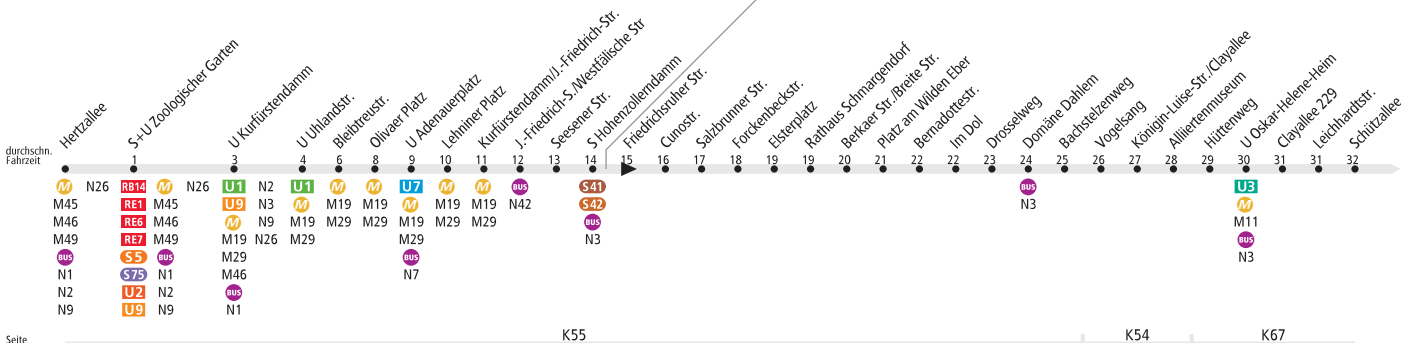 Hertzallee
S+U Zoologischer Garten
U Kurfürstendamm
U Uhlandstr.
Bleibtreustr.
Olivaer Platz
U Adenauerplatz
Lehniner Platz
Kurfürstendamm/J.-Friedrich-Str.
J.-Friedrich-S./Westfälische Str
Seesener Str.
S Hohenzollerndamm
Friedrichsruher Str.
Cunostr.
Salzbrunner Str.
Forckenbeckstr.
Elsterplatz
Rathaus Schmargendorf
Berkaer Str./Breite Str.
Platz am Wilden Eber
Bernadottestr.
Im Dol
Drosselweg
Domäne Dahlem
Bachstelzenweg
Vogelsang
Königin-Luise-Str./Clayallee
Alliiertenmuseum
Hüttenweg
U Oskar-Helene-Heim
Clayallee 229
Leichhardtstr.
Schützallee
durchschn.
Fahrzeit 1 3 4 6 8 9 10 11 12 13 14 15 16 17 18 19 19 20 21 22 22 23 24 25 26 27 28 29 30 31 31 32
M N26 RB14 M N26 U1 N2 U1 M M U7 M M BUS S41 BUS U3
M45 RE1 M45 U9 N3 M M19 M19 M M19 M19 N42 S42 N3 M
M46 RE6 M46 M N9 M19 M29 M29 M19 M29 M29 BUS M11
M49 RE7 M49 M19 N26 M29 M29 N3 BUS
BUS S5 BUS M29 BUS N3
N1 S75 N1 M46 N7
N2 U2 N2 BUS
N9 U9 N9 N1
Seite K55 K54 K67